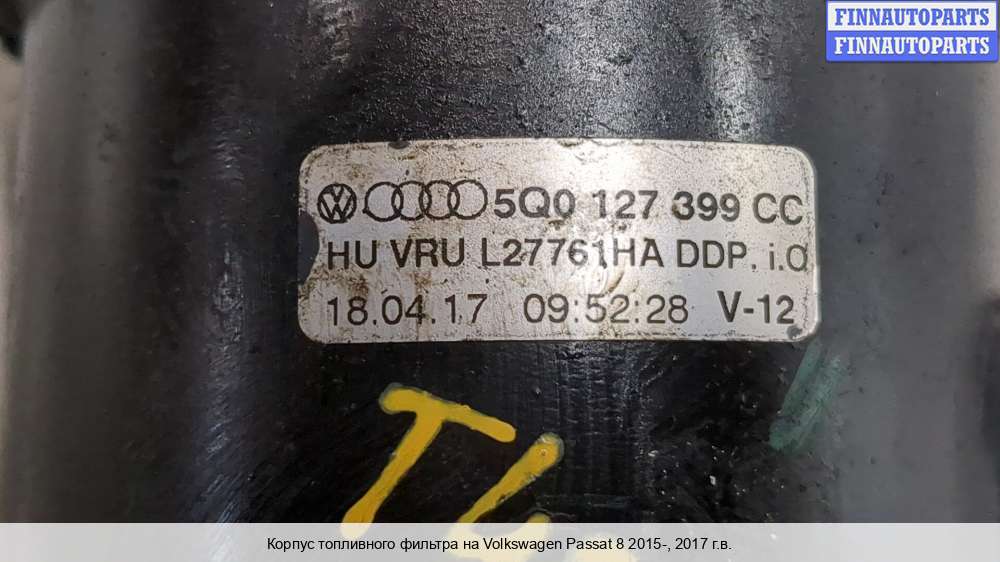 FINNAUTOPARTS
FINNAUTOPARTS
5Q0 127 399 CC
HU VRU L27761HA DDP. i.O
18.04.17 09:52:28 V-12
Корпус топливного фильтра на Volkswagen Passat 8 2015-, 2017 г.в.